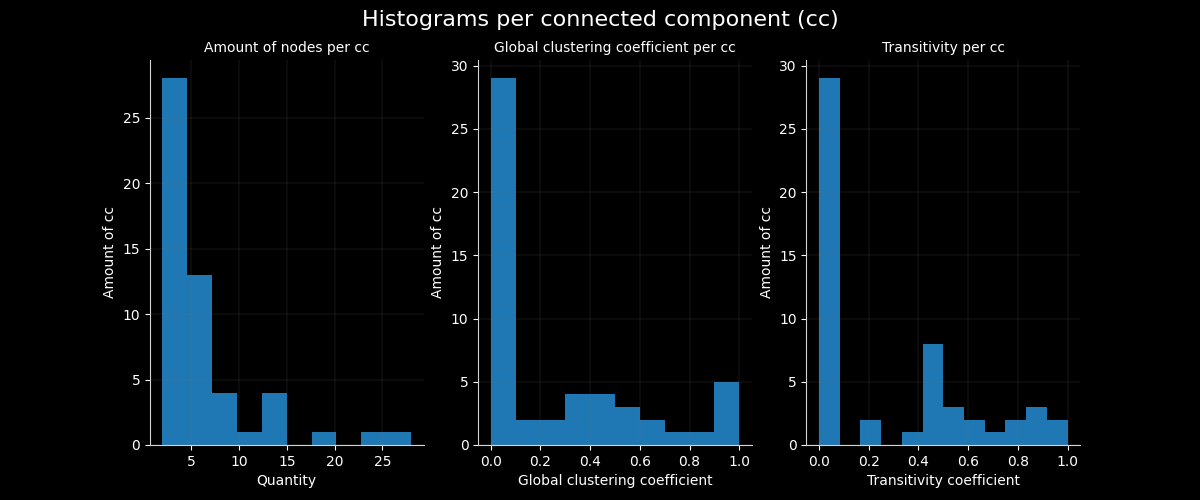 Histograms per connected component (cc)
Amount of nodes per cc
Global clustering coefficient per cc
Transitivity per cc
Amount of cc
25
20
15
10
5
0
5 10 15 20 25
Quantity
Amount of cc
30
25
20
15
10
5
0
0.0 0.2 0.4 0.6 0.8 1.0
Global clustering coefficient
Amount of cc
30
25
20
15
10
5
0
0.0 0.2 0.4 0.6 0.8 1.0
Transitivity coefficient